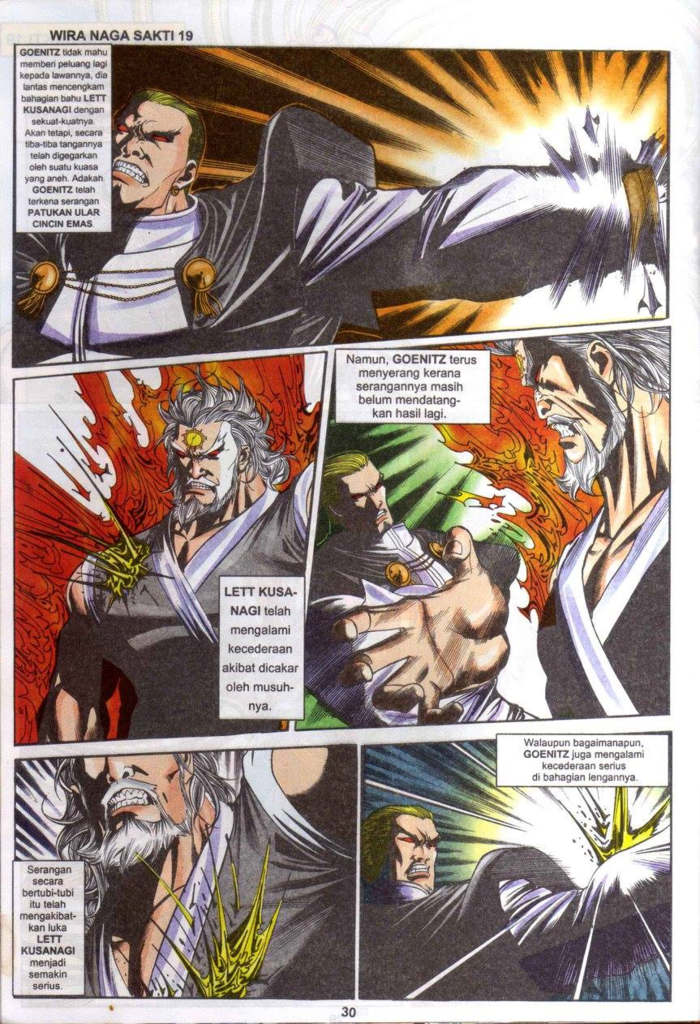 WIRA NAGA SAKTI 19
GOENITZ tidak mahu
memberi peluang lagi
kepada lawannya, dia
lantas mencengkam
bahagian bahu LETT
KUSANAGI dengan
sekuat-kuatnya.
Akan tetapi, secara
tiba-tiba tangannya
telah digegarkan
oleh suatu kuasa
yang aneh. Adakah
GOENITZ telah
terkena serangan
PATUKAN ULAR
CINCIN EMAS
Namun, GOENITZ terus
menyerang kerana
serangannya masih
belum mendatang-
kan hasil lagi.
LETT KUSA-
NAGI telah
mengalami
kecederaan
akibat dicakar
oleh musuh-
nya.
Walaupun bagaimanapun,
GOENITZ juga mengalami
kecederaan serius
di bahagian lengannya.
Serangan
secara
bertubi-tubi
itu telah
mengakibat-
kan luka
LETT
KUSANAGI
menjadi
semakin
serius.
30